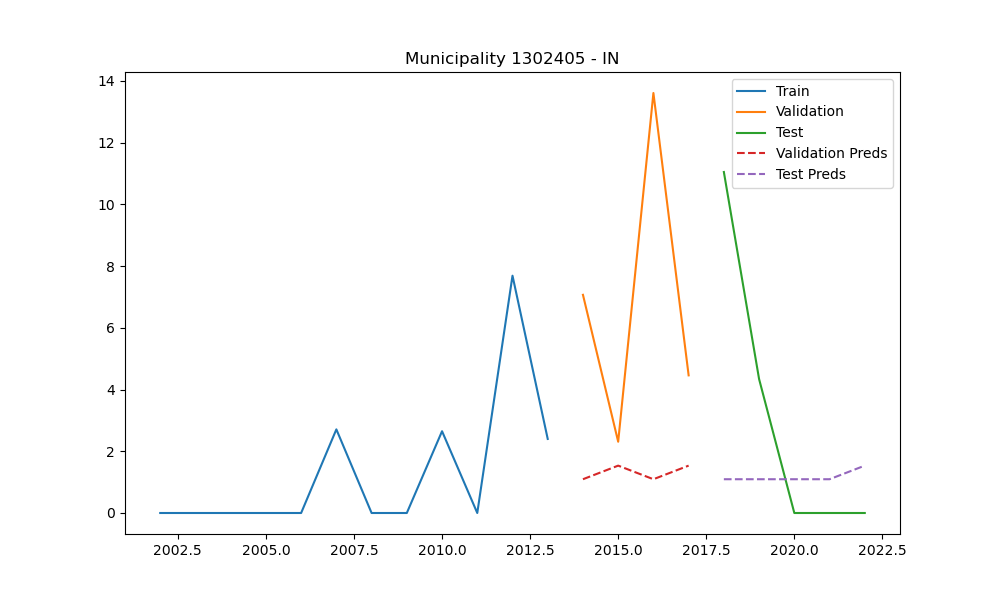 Municipality 1302405 - IN
14
12
10
8
6
4
2
0
Train
Validation
Test
Validation Preds
Test Preds
2002.5 2005.0 2007.5 2010.0 2012.5 2015.0 2017.5 2020.0 2022.5